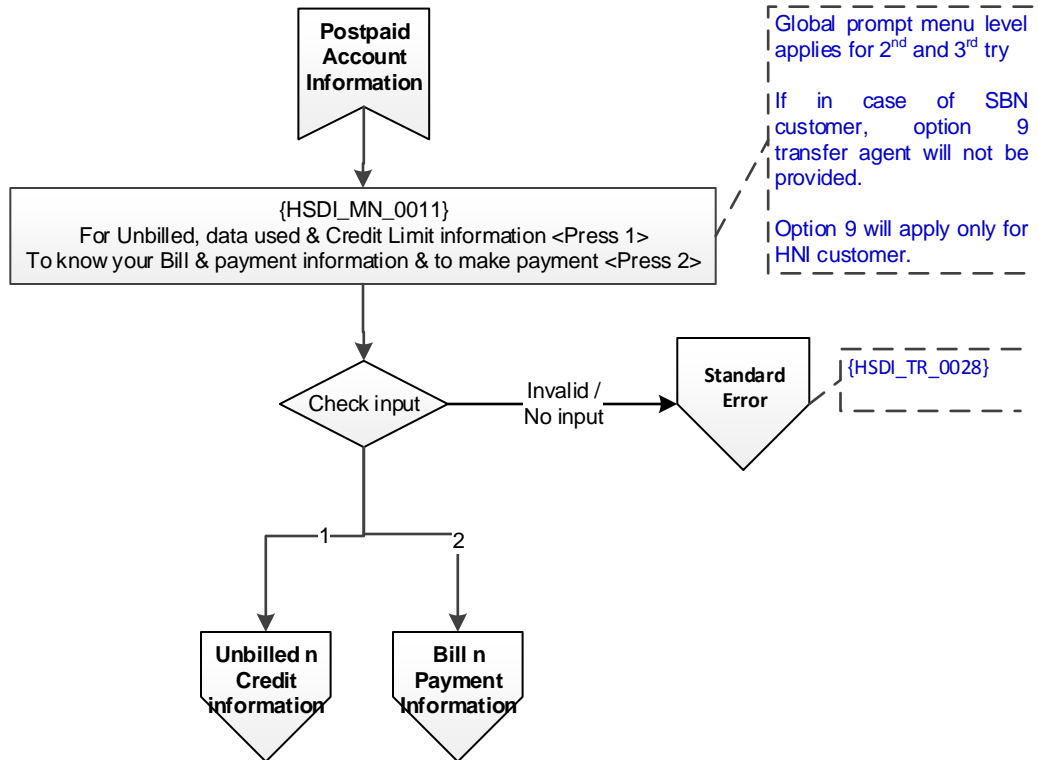 Postpaid
Account
Information
Global prompt menu level
applies for 2nd and 3rd try
If in case of SBN
customer, option 9
transfer agent will not be
provided.
Option 9 will apply only for
HNI customer.
{HSDI_MN_0011}
For Unbilled, data used & Credit Limit information <Press 1>
To know your Bill & payment information & to make payment <Press 2>
Check input
Invalid /
No input
Standard
Error
{HSDI_TR_0028}
1
2
Unbilled n
Credit
information
Bill n
Payment
Information